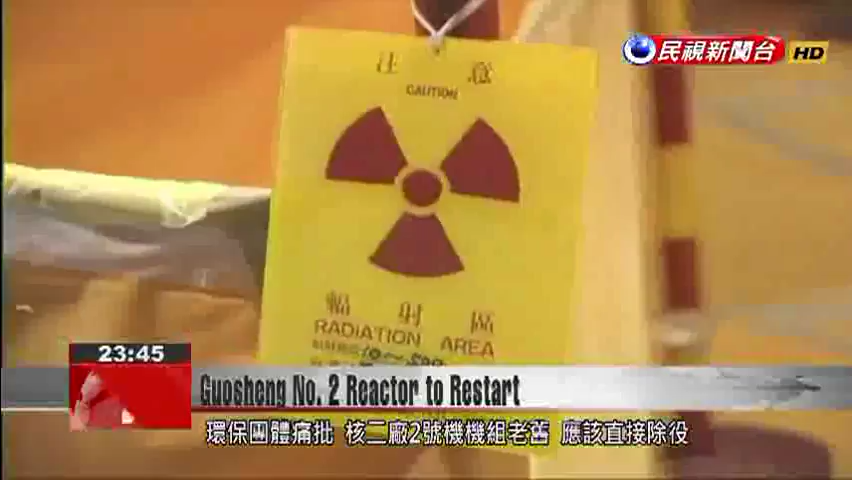 民視新聞台 HD
注意
CAUTION
輻射區
RADIATION AREA
23:45
Guosheng No. 2 Reactor to Restart
環保團體痛批 核二廠2號機機組老舊 應該直接除役